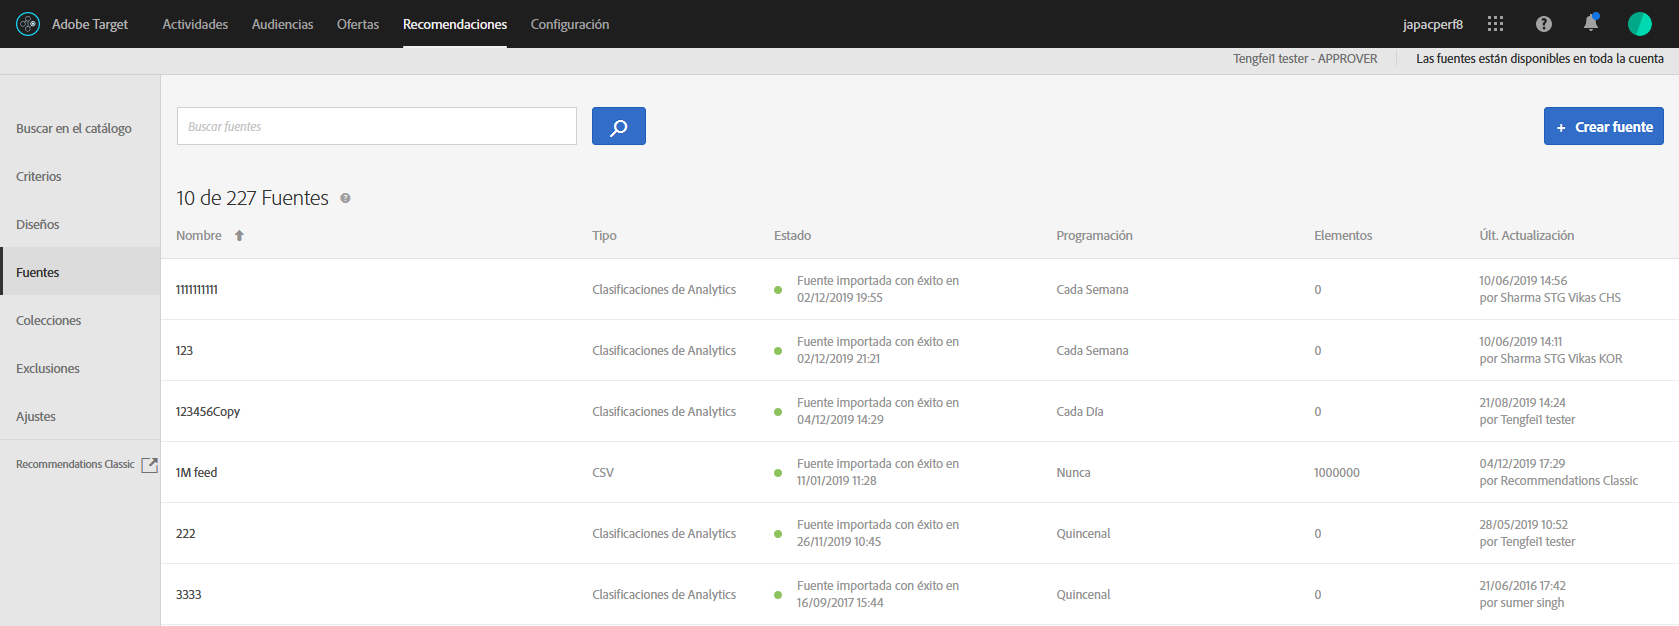 Adobe Target Actividades Audiencias Ofertas Recomendaciones Configuración japacperf8
Tengfei1 tester - APPROVER Las fuentes están disponibles en toda la cuenta
Buscar en el catálogo
Criterios
Diseños
Fuentes
Colecciones
Exclusiones
Ajustes
Recommendations Classic
Buscar fuentes
+ Crear fuente
10 de 227 Fuentes
Nombre Tipo Estado Programación Elementos Últ. Actualización
1111111111 Clasificaciones de Analytics Fuente importada con éxito en 02/12/2019 19:55 Cada Semana 0 10/06/2019 14:56 por Sharma STG Vikas CHS
123 Clasificaciones de Analytics Fuente importada con éxito en 02/12/2019 21:21 Cada Semana 0 10/06/2019 14:11 por Sharma STG Vikas KOR
123456Copy Clasificaciones de Analytics Fuente importada con éxito en 04/12/2019 14:29 Cada Día 0 21/08/2019 14:24 por Tengfei1 tester
1M feed CSV Fuente importada con éxito en 11/01/2019 11:28 Nunca 1000000 04/12/2019 17:29 por Recommendations Classic
222 Clasificaciones de Analytics Fuente importada con éxito en 26/11/2019 10:45 Quincenal 0 28/05/2019 10:52 por Tengfei1 tester
3333 Clasificaciones de Analytics Fuente importada con éxito en 16/09/2017 15:44 Quincenal 0 21/06/2016 17:42 por sumer singh